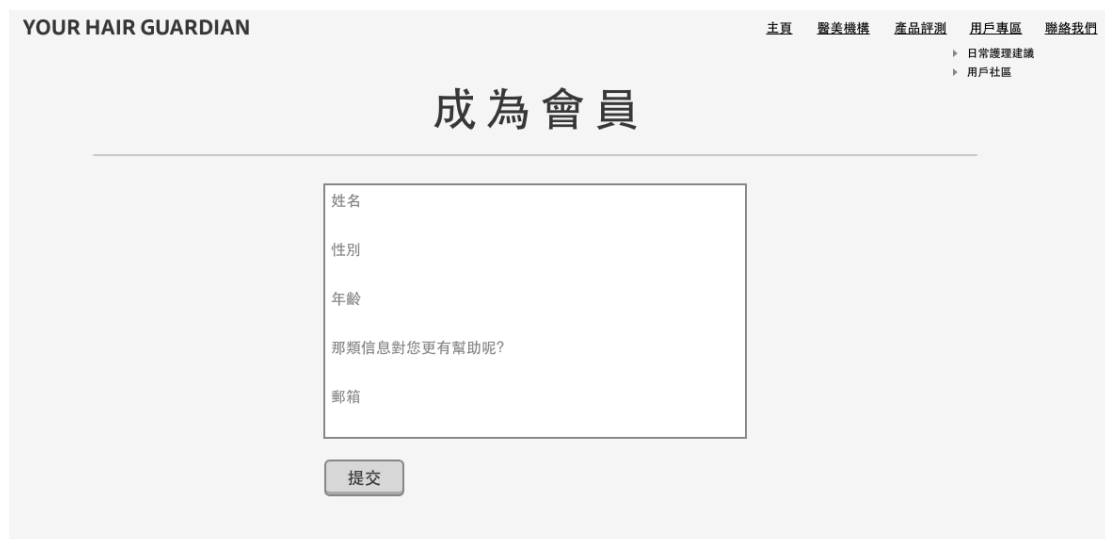 YOUR HAIR GUARDIAN
主頁 醫美機構 產品評測 用戶專區 聯絡我們
日常護理建議
用戶社區
成為會員
姓名
性別
年齡
那類信息對您更有幫助呢?
郵箱
提交